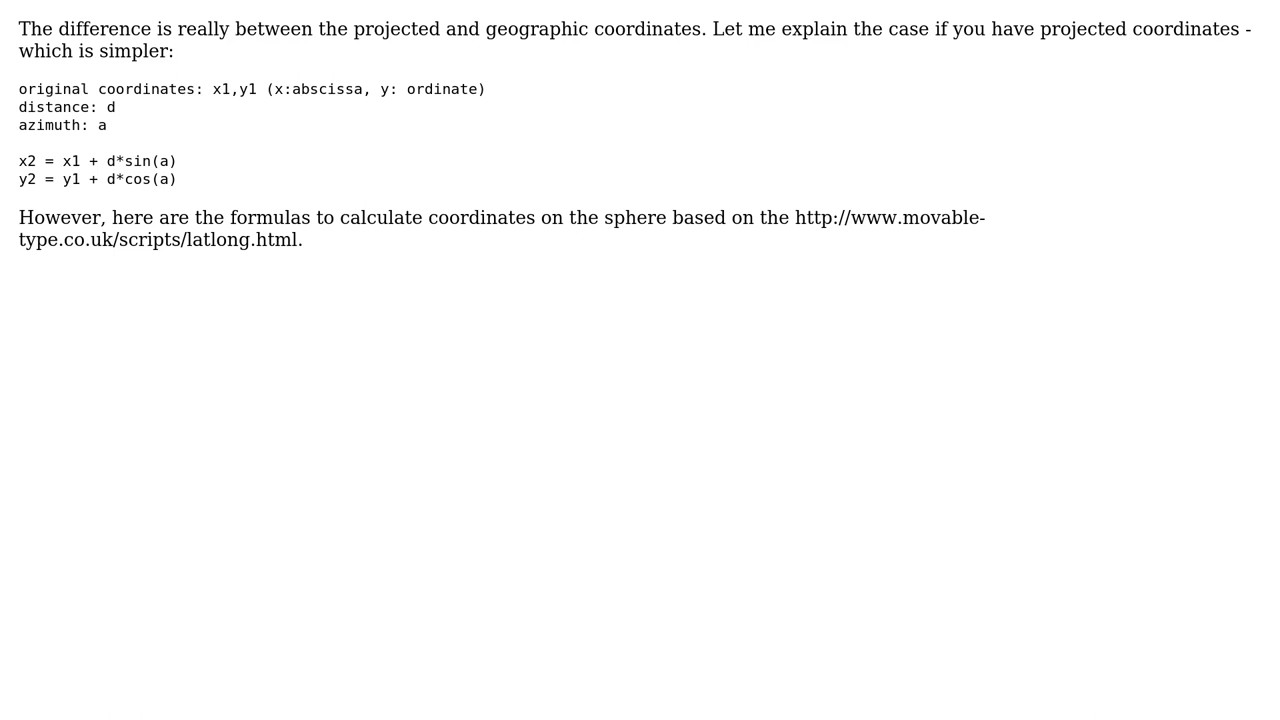 The difference is really between the projected and geographic coordinates. Let me explain the case if you have projected coordinates -
which is simpler:
original coordinates: x1,y1 (x:abscissa, y: ordinate)
distance: d
azimuth: a
x2 = x1 + d*sin(a)
y2 = y1 + d*cos(a)
However, here are the formulas to calculate coordinates on the sphere based on the http://www.movable-
type.co.uk/scripts/latlong.html.